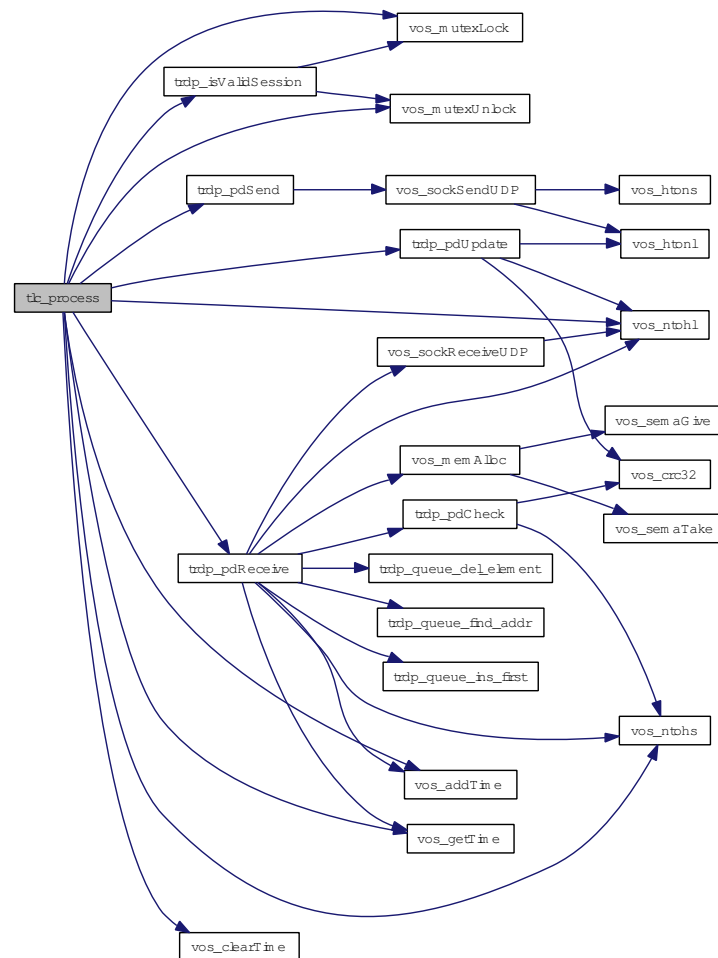 vos_mutexLock
trdp_isValidSession
vos_mutexUnlock
trdp_pdSend
vos_sockSendUDP
vos_htons
trdp_pdUpdate
vos_htonl
tlc_process
vos_ntohl
vos_sockReceiveUDP
vos_semaGive
vos_memAlloc
vos_crc32
trdp_pdCheck
vos_semaTake
trdp_pdReceive
trdp_queue_del_element
trdp_queue_find_addr
trdp_queue_ins_first
vos_ntohs
vos_addTime
vos_getTime
vos_clearTime